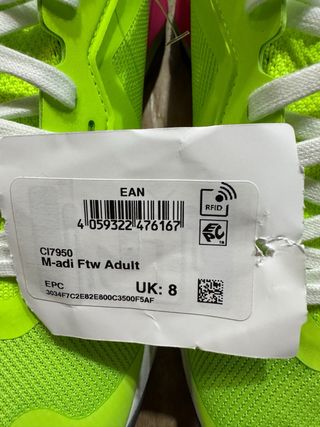 EAN
4 059322 476167
RFID
CI7950
M-adi Ftw Adult
EPC
UK: 8
3034F7C2E82E800C3500F5AF